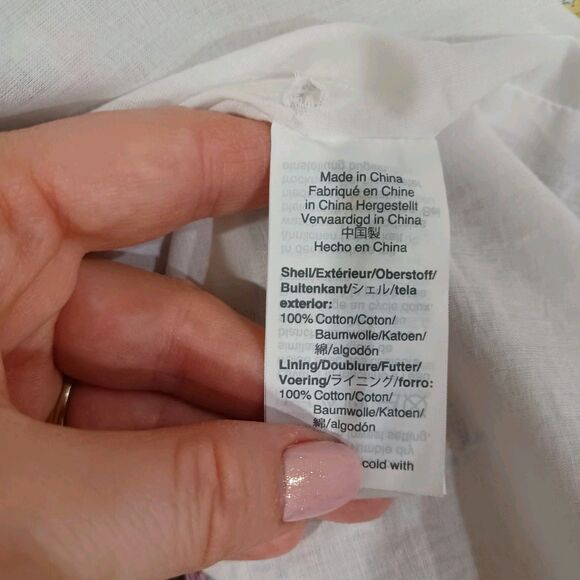 Made in China
Fabriqué en Chine
in China Hergestellt
Vervaardigd in China
中国製
Hecho en China
Shell/Extérieur/Oberstoff/
Buitenkant/シェル/tela
exterior:
100% Cotton/Coton/
Baumwolle/Katoen/
綿/algodón
Lining/Doublure/Futter/
Voering/ライニング/forro:
100% Cotton/Coton/
Baumwolle/Katoen/
綿/algodón
cold with